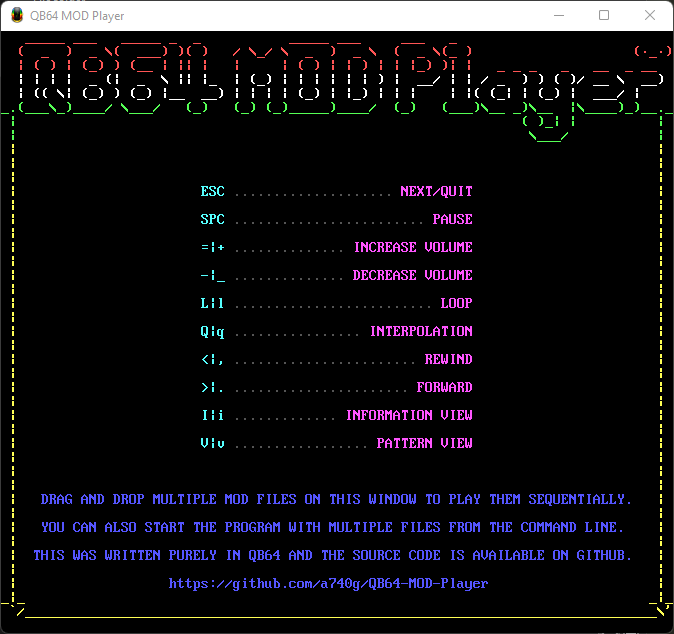 QB64 MOD Player
QB64 MOD Player
ESC .................... NEXT/QUIT
SPC ........................ PAUSE
=|+ .............. INCREASE VOLUME
-|_ .............. DECREASE VOLUME
L|l ......................... LOOP
Q|q ................ INTERPOLATION
<|, ....................... REWIND
>|. ...................... FORWARD
I|i ............. INFORMATION VIEW
V|v ................. PATTERN VIEW
DRAG AND DROP MULTIPLE MOD FILES ON THIS WINDOW TO PLAY THEM SEQUENTIALLY.
YOU CAN ALSO START THE PROGRAM WITH MULTIPLE FILES FROM THE COMMAND LINE.
THIS WAS WRITTEN PURELY IN QB64 AND THE SOURCE CODE IS AVAILABLE ON GITHUB.
https://github.com/a740g/QB64-MOD-Player